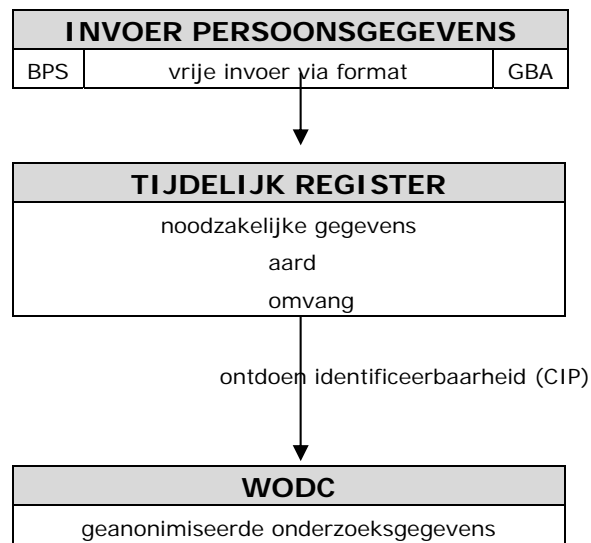 INVOER PERSOONSGEGEVENS
BPS vrije invoer via format GBA
TIJDELIJK REGISTER
noodzakelijke gegevens
aard
omvang
ontdoen identificeerbaarheid (CIP)
WODC
geanonimiseerde onderzoeksgegevens